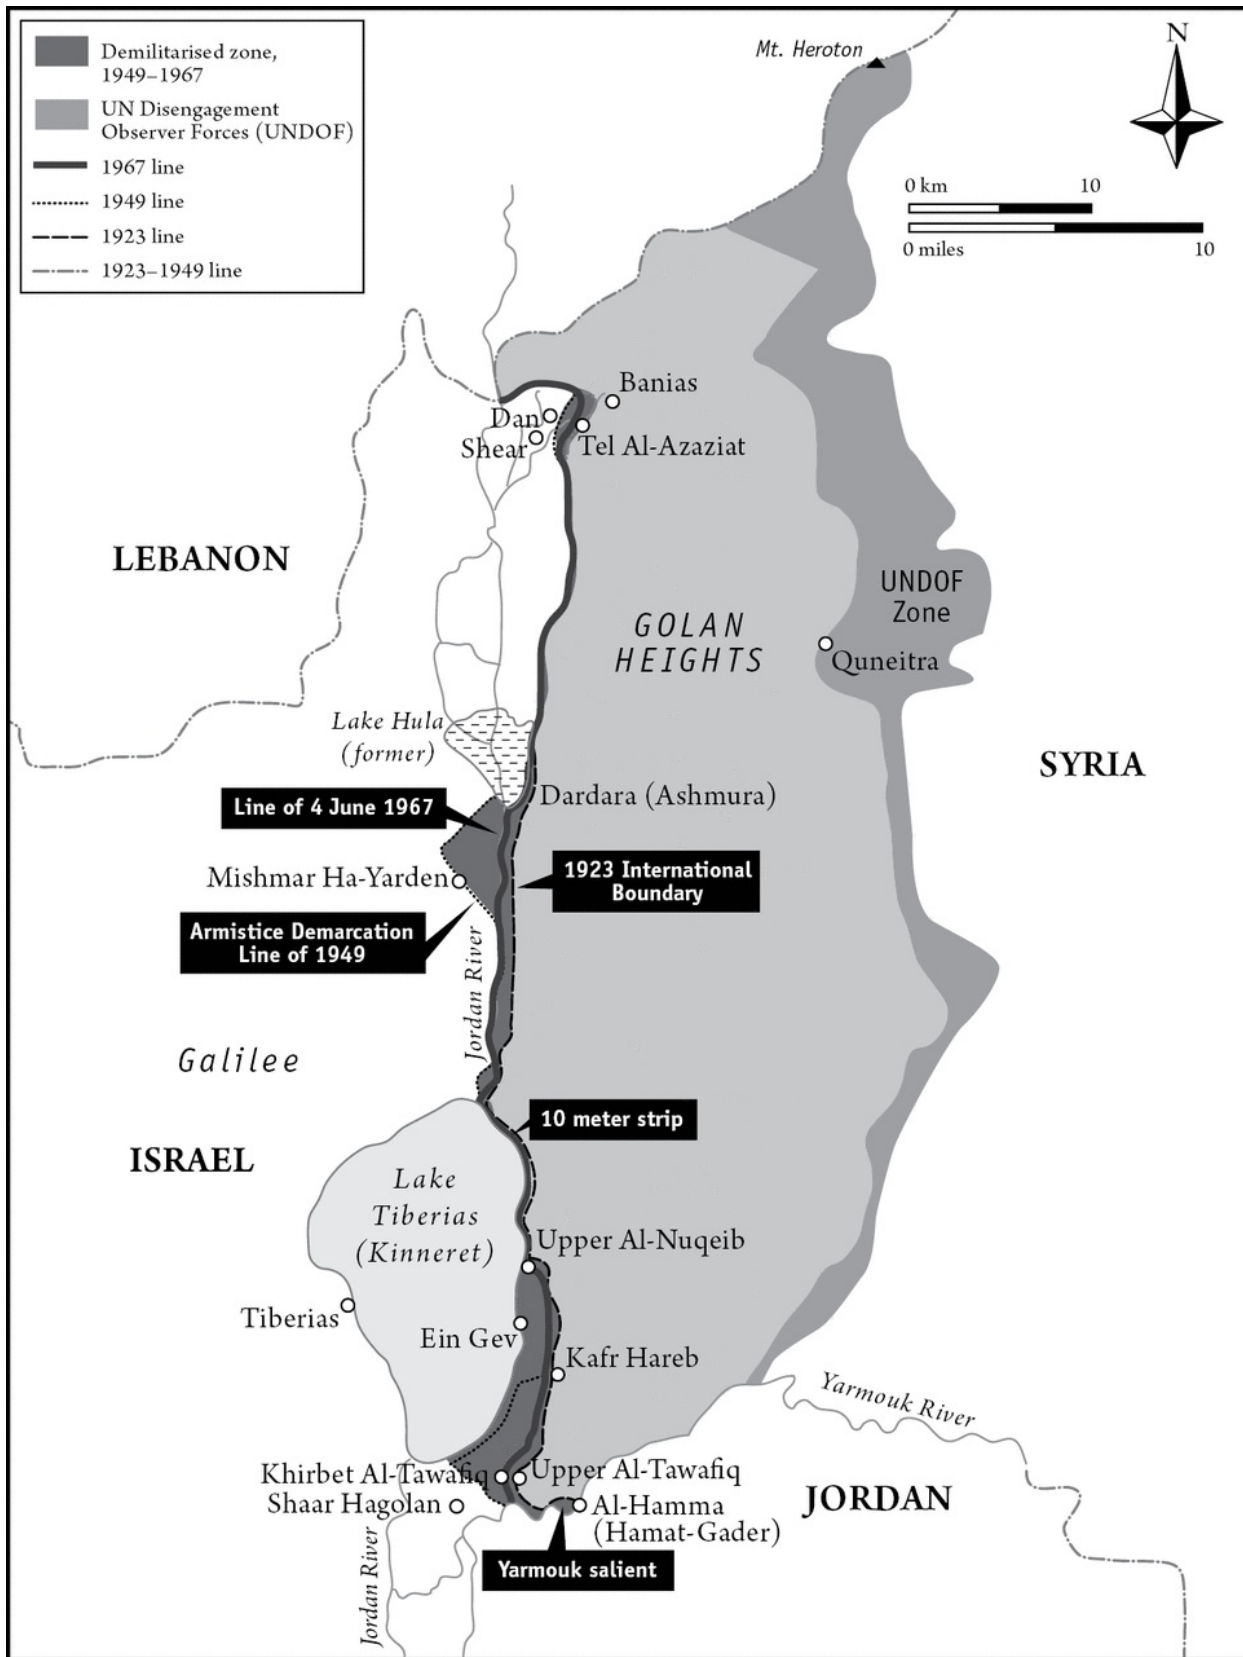 Demilitarised zone,
1949–1967
UN Disengagement
Observer Forces (UNDOF)
1967 line
1949 line
1923 line
1923–1949 line
Mt. Heroton
N
0 km 10
0 miles 10
Banias
Dan
Shear
Tel Al-Azaziat
LEBANON
GOLAN
HEIGHTS
UNDOF
Zone
Quneitra
Lake Hula
(former)
SYRIA
Line of 4 June 1967
Dardara (Ashmura)
Mishmar Ha-Yarden
1923 International
Boundary
Armistice Demarcation
Line of 1949
Jordan River
Galilee
10 meter strip
ISRAEL
Lake
Tiberias
(Kinneret)
Upper Al-Nuqeib
Tiberias
Ein Gev
Kafr Hareb
Yarmouk River
Khirbet Al-Tawafiq
Upper Al-Tawafiq
Shaar Hagolan
Al-Hamma
(Hamat-Gader)
JORDAN
Yarmouk salient
Jordan River